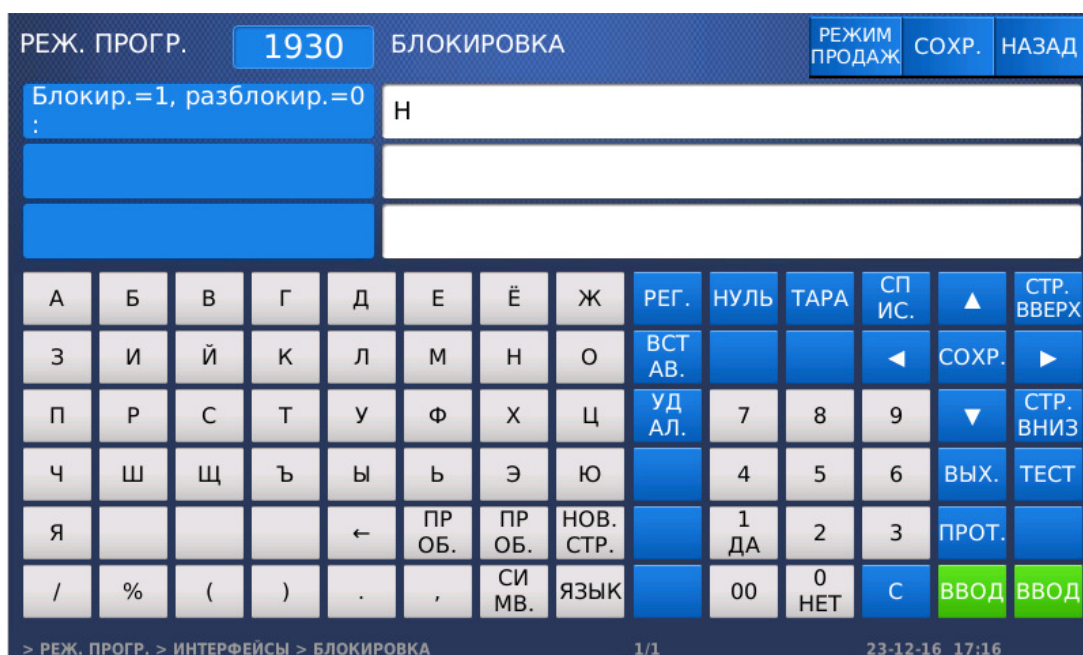 РЕЖ. ПРОГР. 1930 БЛОКИРОВКА РЕЖИМ ПРОДАЖ СОХР. НАЗАД
Блокир.=1, разблокир.=0 : Н
А Б В Г Д Е Ё Ж РЕГ. НУЛЬ ТАРА СП ИС. ▲ СТР. ВВЕРХ
З И Й К Л М Н О ВСТ АВ. ◀ СОХР. ▶
П Р С Т У Ф Х Ц УД АЛ. 7 8 9 ▼ СТР. ВНИЗ
Ч Ш Щ Ъ Ы Ь Э Ю 4 5 6 ВЫХ. ТЕСТ
Я ← ПР ОБ. ПР ОБ. НОВ. СТР. 1 ДА 2 3 ПРОТ.
/ % ( ) . , СИ МВ. ЯЗЫК 00 0 НЕТ С ВВОД ВВОД
> РЕЖ. ПРОГР. > ИНТЕРФЕЙСЫ > БЛОКИРОВКА 1/1 23-12-16 17:16